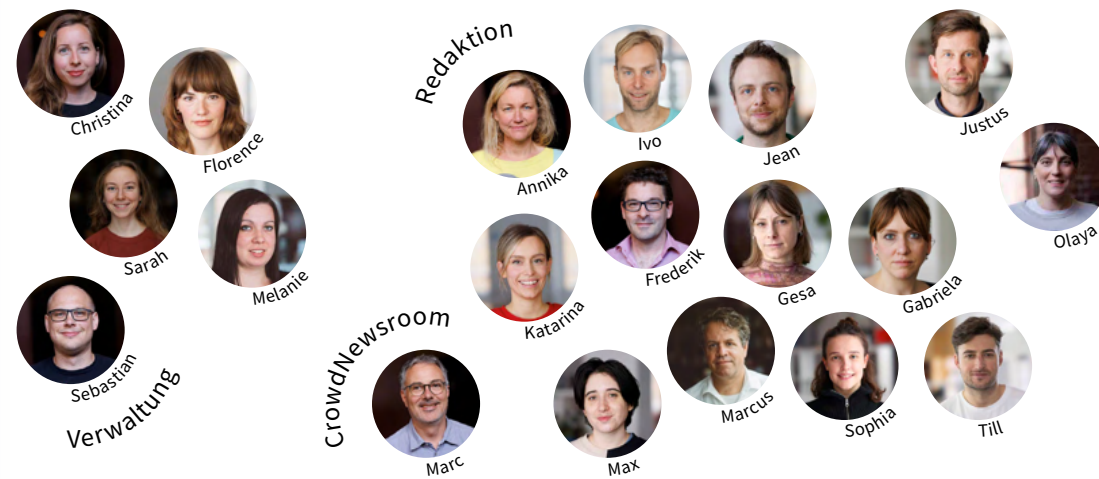 Christina
Florence
Sarah
Melanie
Sebastian
Verwaltung
Redaktion
Annika
Ivo
Jean
Justus
Olaya
Katarina
Frederik
Gesa
Gabriela
CrowdNewsroom
Marc
Max
Marcus
Sophia
Till